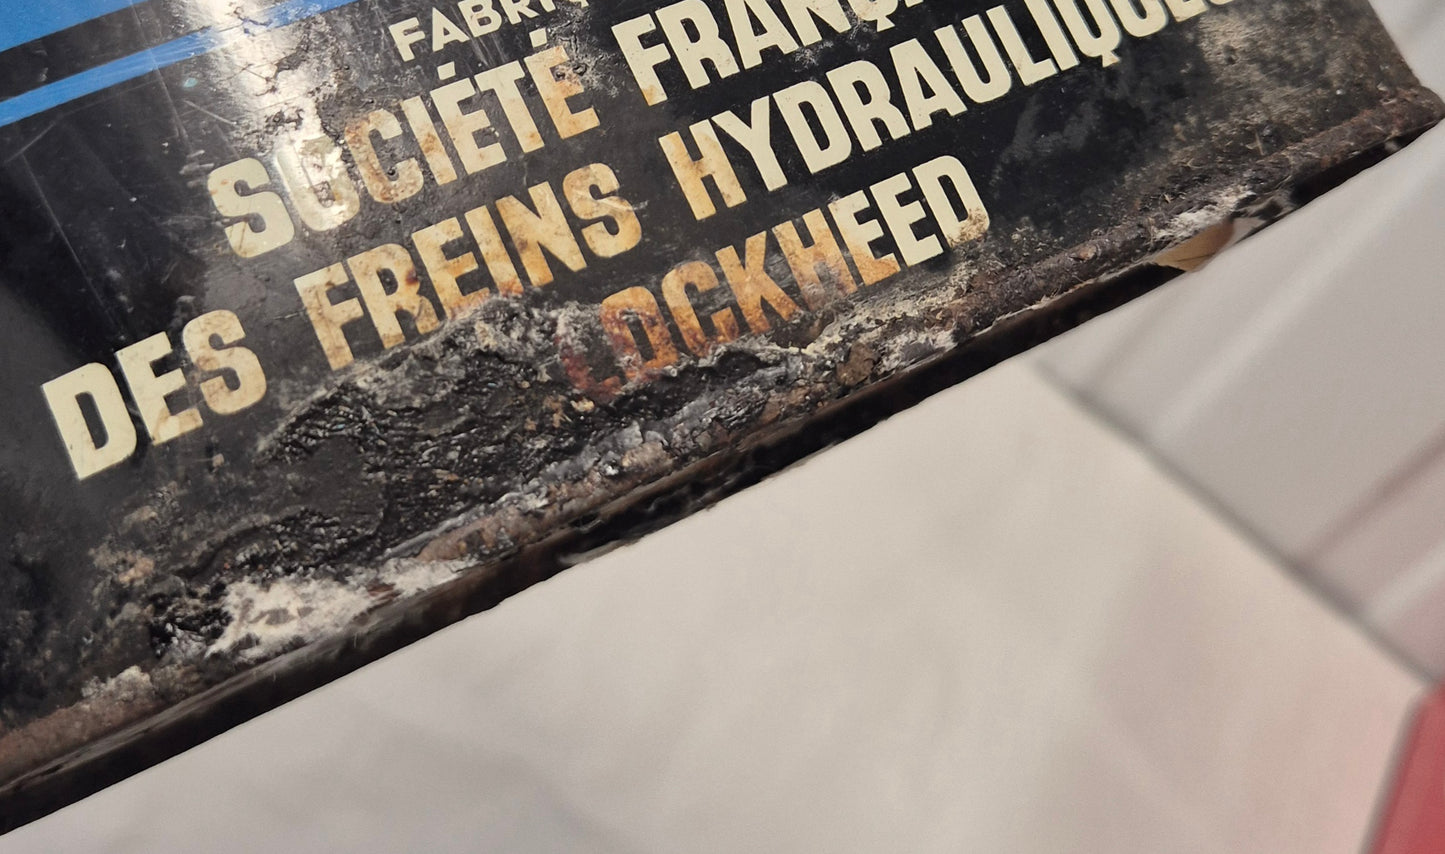 SOCIÉTÉ
DES FREINS HYDRAULIQUES
LOCKHEED